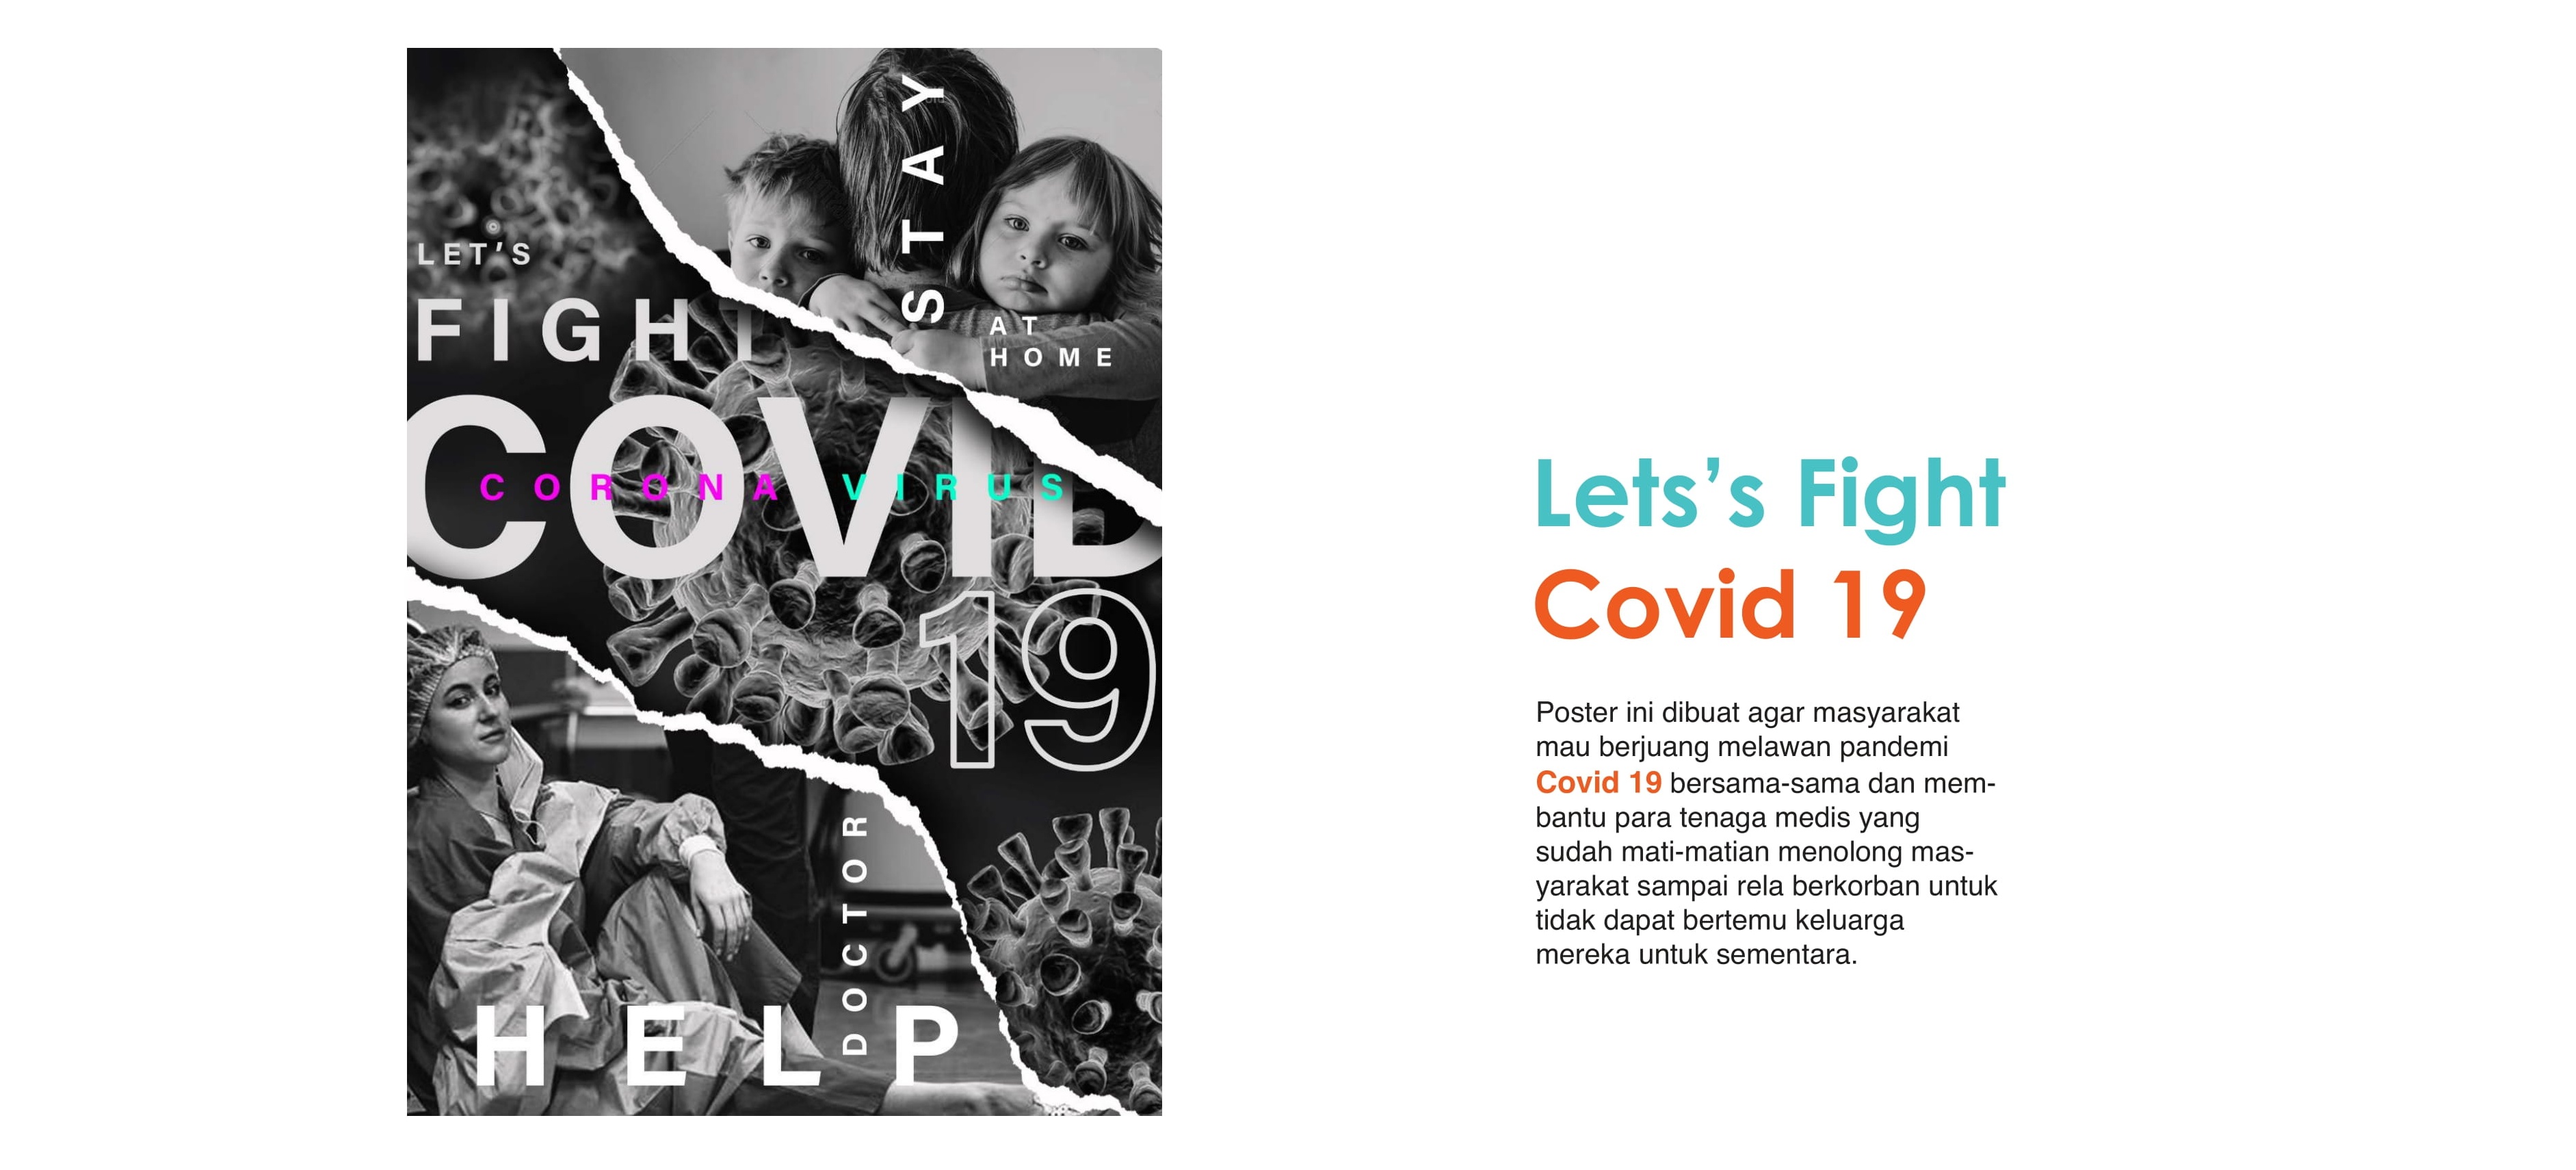 STAY
AT
HOME
LET'S
FIGHT
COVID
CORONA VIRUS
19
DOCTOR
HELP
Lets’s Fight
Covid 19
Poster ini dibuat agar masyarakat
mau berjuang melawan pandemi
Covid 19 bersama-sama dan mem-
bantu para tenaga medis yang
sudah mati-matian menolong mas-
yarakat sampai rela berkorban untuk
tidak dapat bertemu keluarga
mereka untuk sementara.